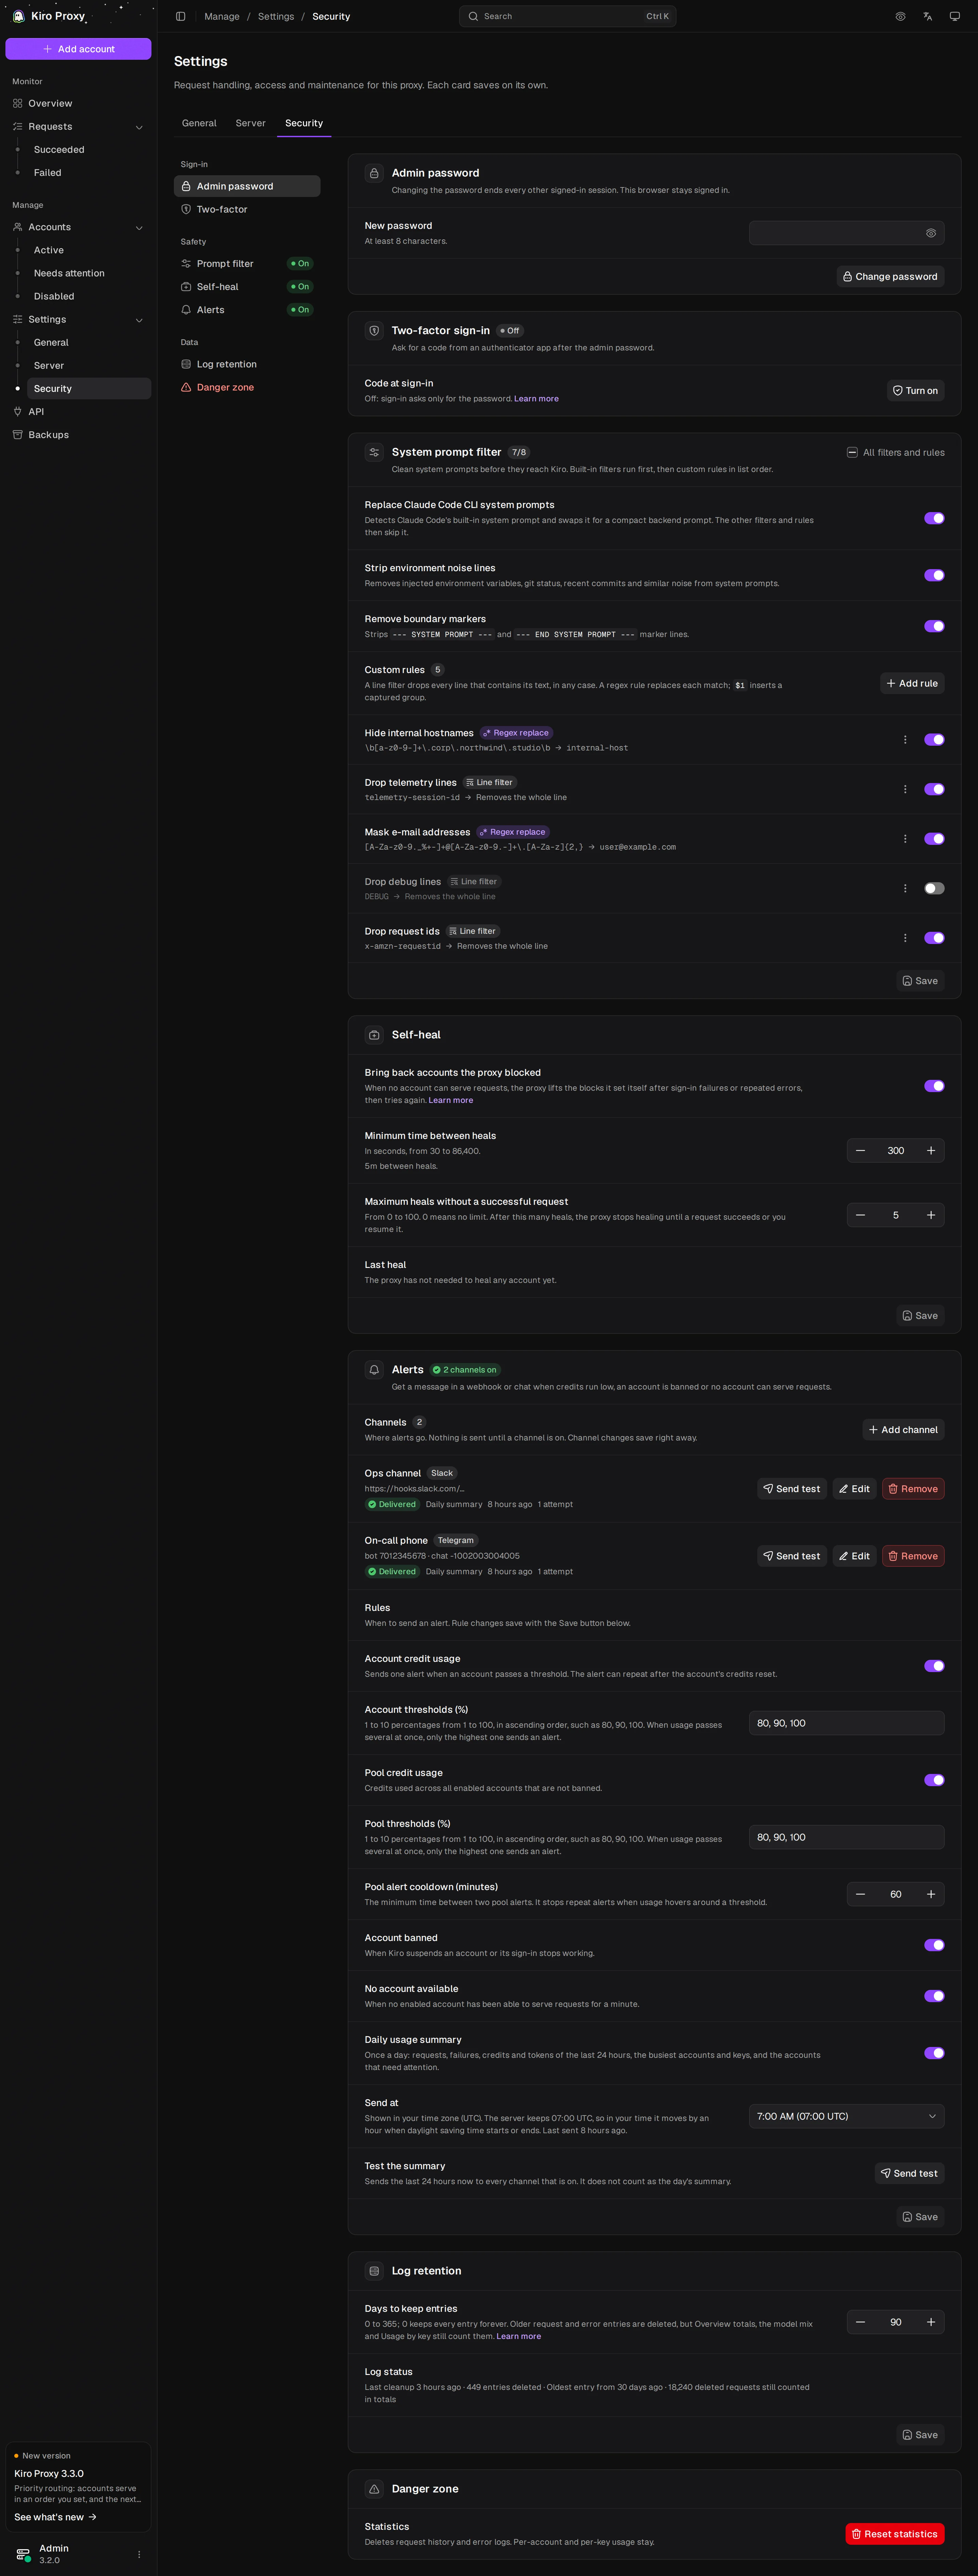 Kiro Proxy
Manage / Settings / Security
Search
Ctrl K
Add account
Monitor
Overview
Requests
Succeeded
Failed
Manage
Accounts
Active
Needs attention
Disabled
Settings
General
Server
Security
API
Backups
New version
Kiro Proxy 3.3.0
Priority routing: accounts serve
in an order you set, and the next...
See what's new →
Admin
3.2.0
Settings
Request handling, access and maintenance for this proxy. Each card saves on its own.
General
Server
Security
Sign-in
Admin password
Two-factor
Safety
Prompt filter
On
Self-heal
On
Alerts
On
Data
Log retention
Danger zone
Admin password
Changing the password ends every other signed-in session. This browser stays signed in.
New password
At least 8 characters.
Change password
Two-factor sign-in
Off
Ask for a code from an authenticator app after the admin password.
Code at sign-in
Off: sign-in asks only for the password. Learn more
Turn on
System prompt filter
7/8
All filters and rules
Clean system prompts before they reach Kiro. Built-in filters run first, then custom rules in list order.
Replace Claude Code CLI system prompts
Detects Claude Code's built-in system prompt and swaps it for a compact backend prompt. The other filters and rules
then skip it.
Strip environment noise lines
Removes injected environment variables, git status, recent commits and similar noise from system prompts.
Remove boundary markers
Strips --- SYSTEM PROMPT --- and --- END SYSTEM PROMPT --- marker lines.
Custom rules
5
A line filter drops every line that contains its text, in any case. A regex rule replaces each match; $1 inserts a
captured group.
Add rule
Hide internal hostnames
Regex replace
\b[a-z0-9-]+\.corp\.northwind\.studio\b → internal-host
Drop telemetry lines
Line filter
telemetry-session-id → Removes the whole line
Mask e-mail addresses
Regex replace
[A-Za-z0-9._%+-]+@[A-Za-z0-9.-]+\.[A-Za-z]{2,} → user@example.com
Drop debug lines
Line filter
DEBUG → Removes the whole line
Drop request ids
Line filter
x-amzn-requestid → Removes the whole line
Save
Self-heal
Bring back accounts the proxy blocked
When no account can serve requests, the proxy lifts the blocks it set itself after sign-in failures or repeated errors,
then tries again. Learn more
Minimum time between heals
In seconds, from 30 to 86,400.
5m between heals.
300
Maximum heals without a successful request
From 0 to 100. 0 means no limit. After this many heals, the proxy stops healing until a request succeeds or you
resume it.
5
Last heal
The proxy has not needed to heal any account yet.
Save
Alerts
2 channels on
Get a message in a webhook or chat when credits run low, an account is banned or no account can serve requests.
Channels
2
Where alerts go. Nothing is sent until a channel is on. Channel changes save right away.
Add channel
Ops channel
Slack
https://hooks.slack.com/...
Delivered Daily summary 8 hours ago 1 attempt
Send test
Edit
Remove
On-call phone
Telegram
bot 7012345678 · chat -1002003004005
Delivered Daily summary 8 hours ago 1 attempt
Send test
Edit
Remove
Rules
When to send an alert. Rule changes save with the Save button below.
Account credit usage
Sends one alert when an account passes a threshold. The alert can repeat after the account's credits reset.
Account thresholds (%)
1 to 10 percentages from 1 to 100, in ascending order, such as 80, 90, 100. When usage passes
several at once, only the highest one sends an alert.
80, 90, 100
Pool credit usage
Credits used across all enabled accounts that are not banned.
Pool thresholds (%)
1 to 10 percentages from 1 to 100, in ascending order, such as 80, 90, 100. When usage passes
several at once, only the highest one sends an alert.
80, 90, 100
Pool alert cooldown (minutes)
The minimum time between two pool alerts. It stops repeat alerts when usage hovers around a threshold.
60
Account banned
When Kiro suspends an account or its sign-in stops working.
No account available
When no enabled account has been able to serve requests for a minute.
Daily usage summary
Once a day: requests, failures, credits and tokens of the last 24 hours, the busiest accounts and keys, and the accounts
that need attention.
Send at
Shown in your time zone (UTC). The server keeps 07:00 UTC, so in your time it moves by an
hour when daylight saving time starts or ends. Last sent 8 hours ago.
7:00 AM (07:00 UTC)
Test the summary
Sends the last 24 hours now to every channel that is on. It does not count as the day's summary.
Send test
Save
Log retention
Days to keep entries
0 to 365; 0 keeps every entry forever. Older request and error entries are deleted, but Overview totals, the model mix
and Usage by key still count them. Learn more
90
Log status
Last cleanup 3 hours ago · 449 entries deleted · Oldest entry from 30 days ago · 18,240 deleted requests still counted
in totals
Save
Danger zone
Statistics
Deletes request history and error logs. Per-account and per-key usage stay.
Reset statistics